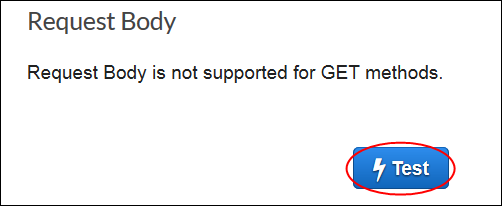 Request Body
Request Body is not supported for GET methods.
Test